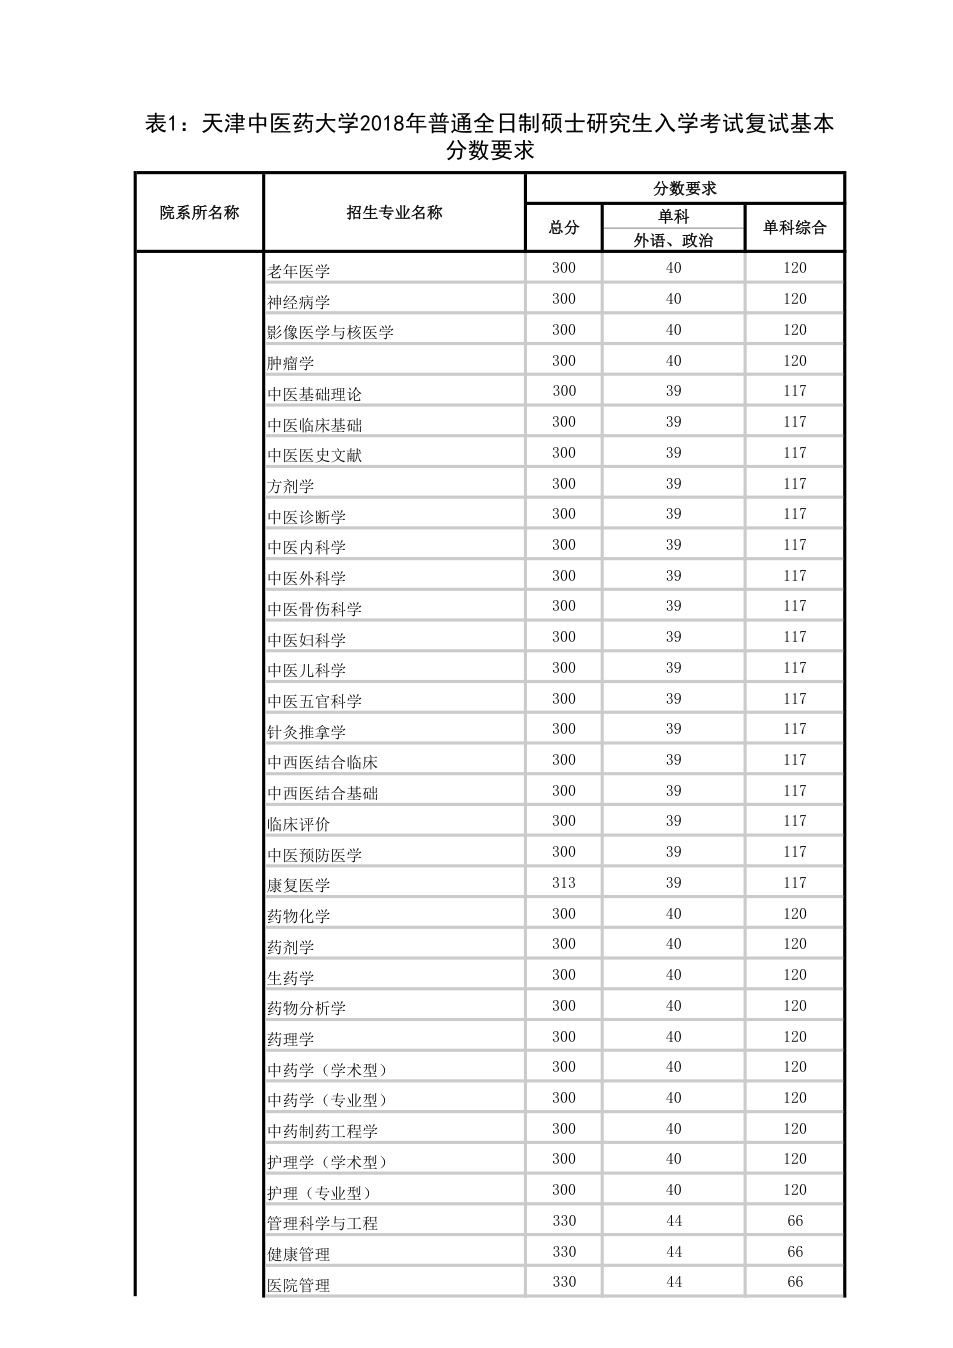 表1：天津中医药大学2018年普通全日制硕士研究生入学考试复试基本
分数要求
院系所名称 招生专业名称 分数要求
总分 单科 单科综合
外语、政治
老年医学 300 40 120
神经病学 300 40 120
影像医学与核医学 300 40 120
肿瘤学 300 40 120
中医基础理论 300 39 117
中医临床基础 300 39 117
中医医史文献 300 39 117
方剂学 300 39 117
中医诊断学 300 39 117
中医内科学 300 39 117
中医外科学 300 39 117
中医骨伤科学 300 39 117
中医妇科学 300 39 117
中医儿科学 300 39 117
中医五官科学 300 39 117
针灸推拿学 300 39 117
中西医结合临床 300 39 117
中西医结合基础 300 39 117
临床评价 300 39 117
中医预防医学 300 39 117
康复医学 313 39 117
药物化学 300 40 120
药剂学 300 40 120
生药学 300 40 120
药物分析学 300 40 120
药理学 300 40 120
中药学（学术型） 300 40 120
中药学（专业型） 300 40 120
中药制药工程学 300 40 120
护理学（学术型） 300 40 120
护理（专业型） 300 40 120
管理科学与工程 330 44 66
健康管理 330 44 66
医院管理 330 44 66